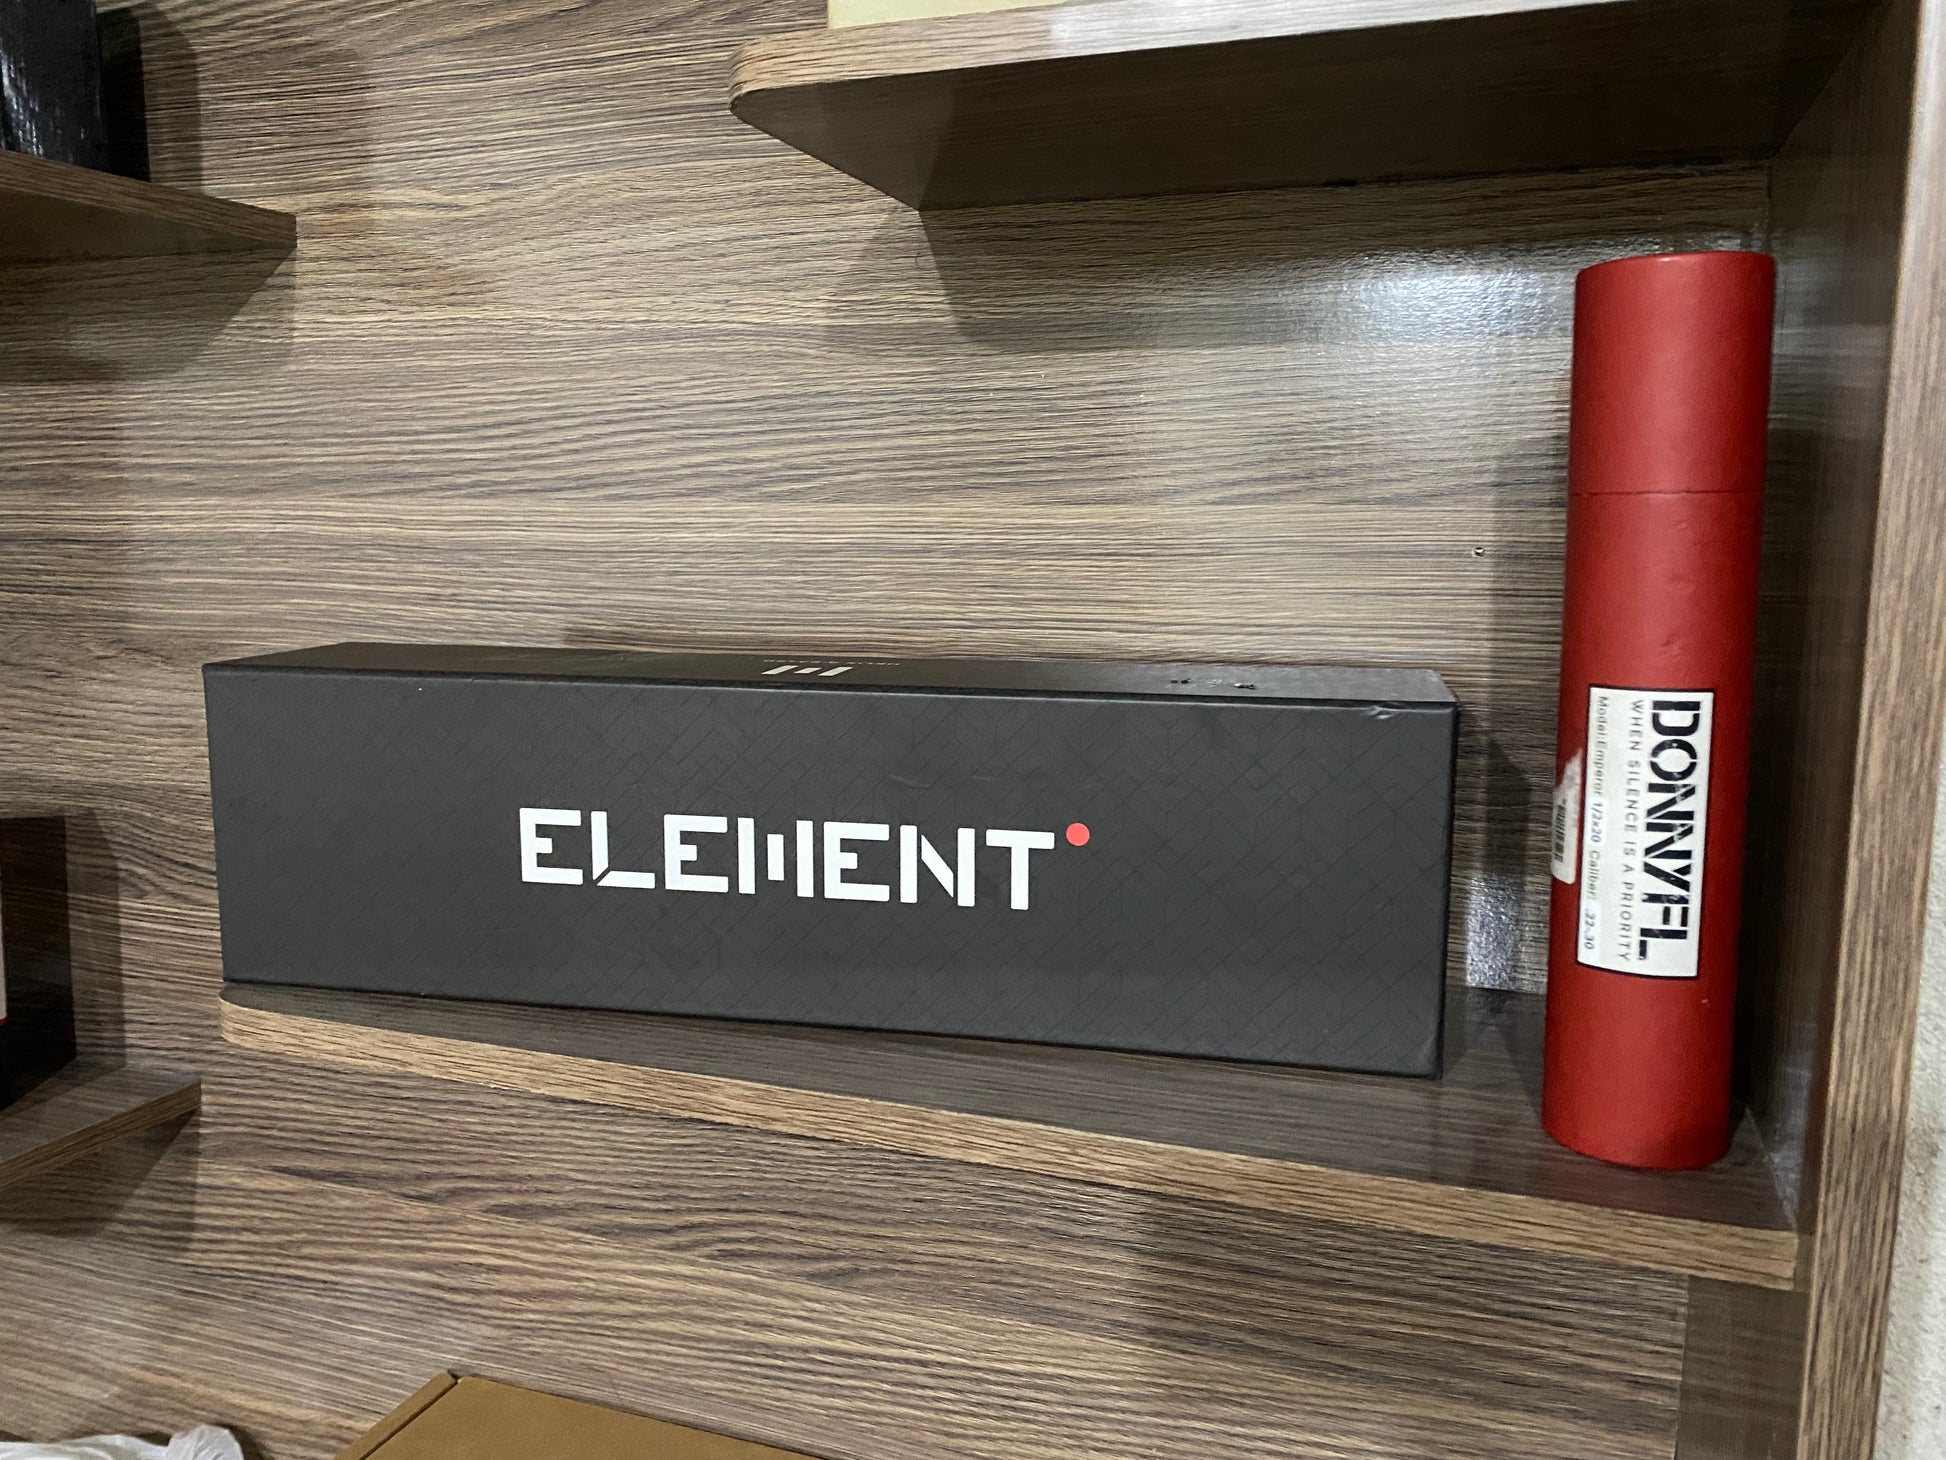 ELEMENT
DONNYFL
WHEN SILENCE IS A PRIORITY
Model:Emperor 1/2x20 Caliber: .22-.30